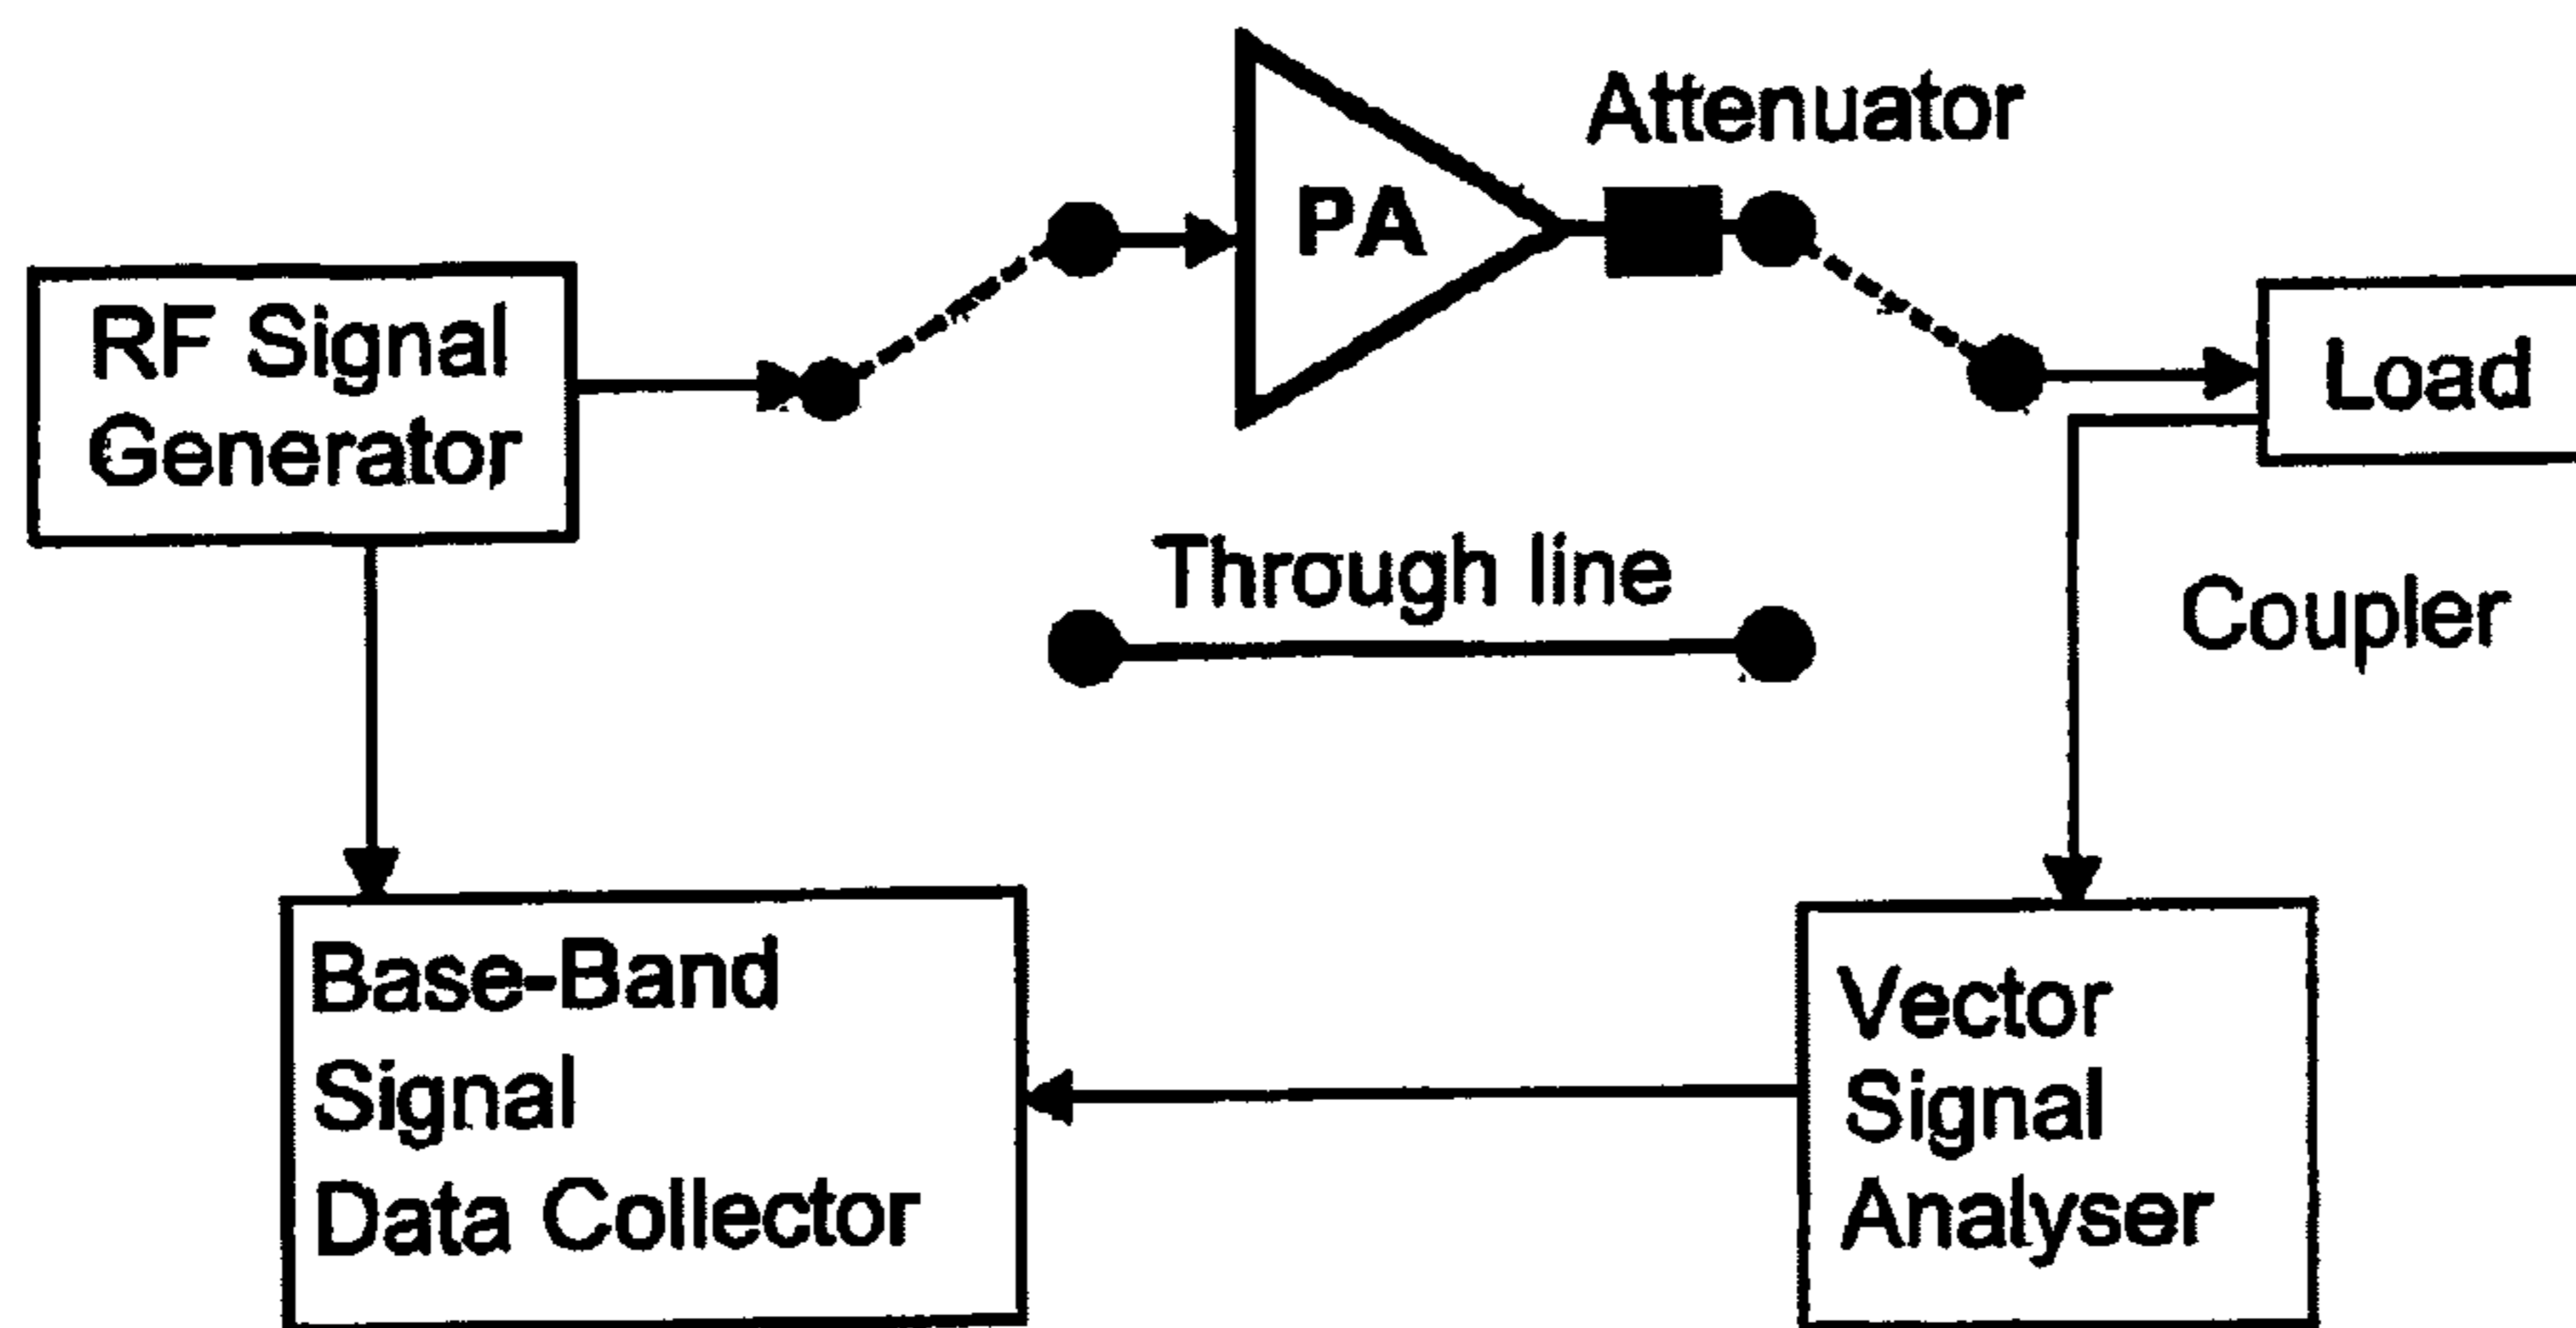 Attenuator
PA
RF Signal
Generator
Load
Through line
Coupler
Base-Band
Signal
Data Collector
Vector
Signal
Analyser